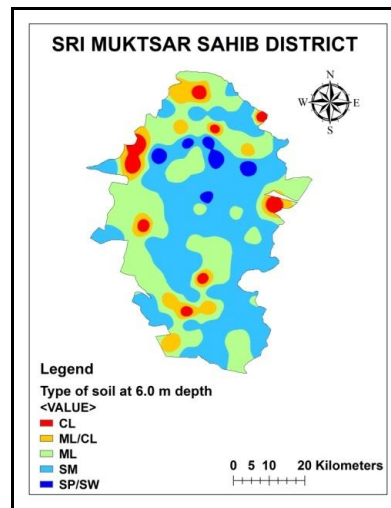 SRI MUKTSAR SAHIB DISTRICT
N
W E
S
Legend
Type of soil at 6.0 m depth
<VALUE>
CL
ML/CL
ML
SM
SP/SW
0 5 10 20 Kilometers